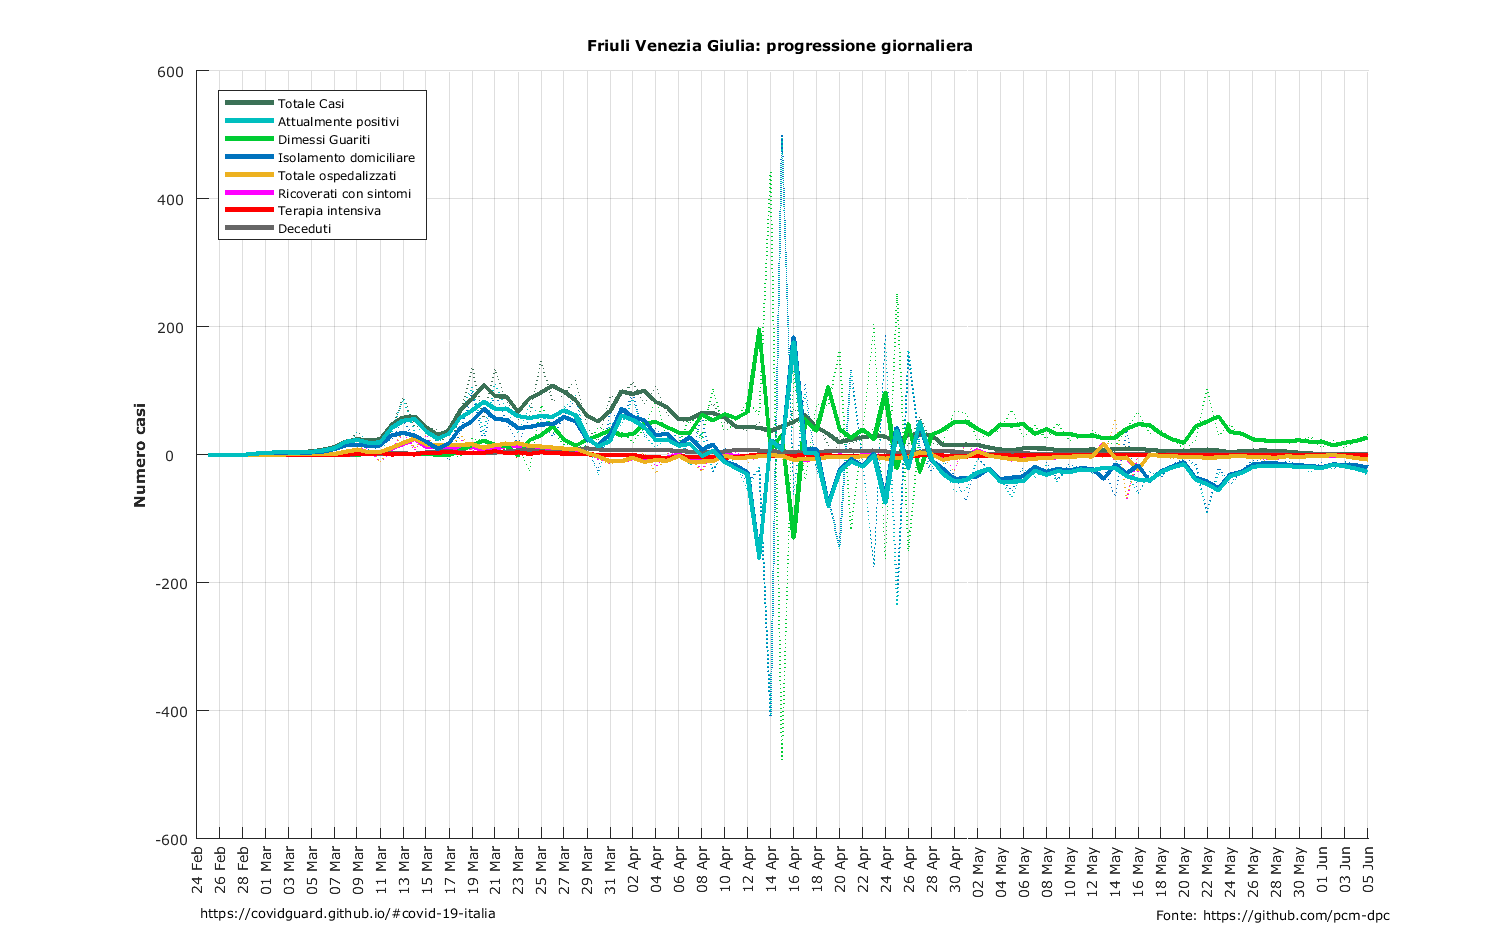 Friuli Venezia Giulia: progressione giornaliera
600
400
200
0
-200
-400
-600
Numero casi
Totale Casi
Attualmente positivi
Dimessi Guariti
Isolamento domiciliare
Totale ospedalizzati
Ricoverati con sintomi
Terapia intensiva
Deceduti
24 Feb
26 Feb
28 Feb
01 Mar
03 Mar
05 Mar
07 Mar
09 Mar
11 Mar
13 Mar
15 Mar
17 Mar
19 Mar
21 Mar
23 Mar
25 Mar
27 Mar
29 Mar
31 Mar
02 Apr
04 Apr
06 Apr
08 Apr
10 Apr
12 Apr
14 Apr
16 Apr
18 Apr
20 Apr
22 Apr
24 Apr
26 Apr
28 Apr
30 Apr
02 May
04 May
06 May
08 May
10 May
12 May
14 May
16 May
18 May
20 May
22 May
24 May
26 May
28 May
30 May
01 Jun
03 Jun
05 Jun
https://covidguard.github.io/#covid-19-italia
Fonte: https://github.com/pcm-dpc